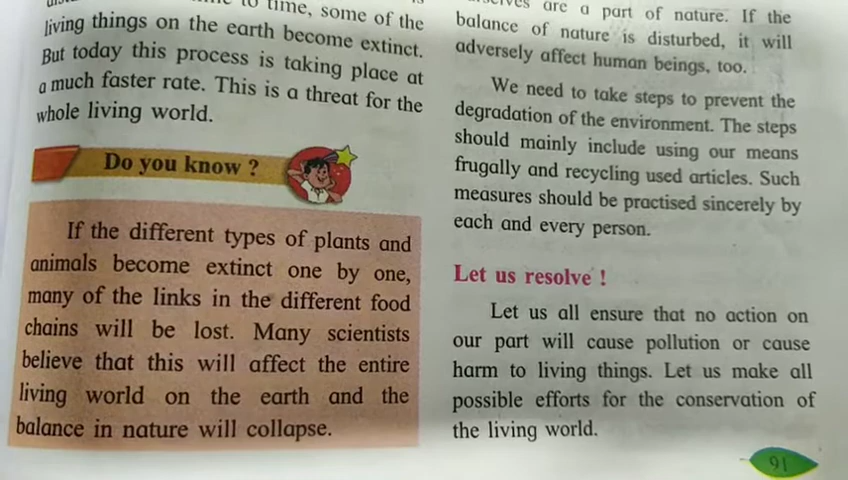 to time, some of the
living things on the earth become extinct.
But today this process is taking place at
a much faster rate. This is a threat for the
whole living world.
Do you know ?
If the different types of plants and
animals become extinct one by one,
many of the links in the different food
chains will be lost. Many scientists
believe that this will affect the entire
living world on the earth and the
balance in nature will collapse.
are a part of nature. If the
balance of nature is disturbed, it will
adversely affect human beings, too.
We need to take steps to prevent the
degradation of the environment. The steps
should mainly include using our means
frugally and recycling used articles. Such
measures should be practised sincerely by
each and every person.
Let us resolve !
Let us all ensure that no action on
our part will cause pollution or cause
harm to living things. Let us make all
possible efforts for the conservation of
the living world.
91